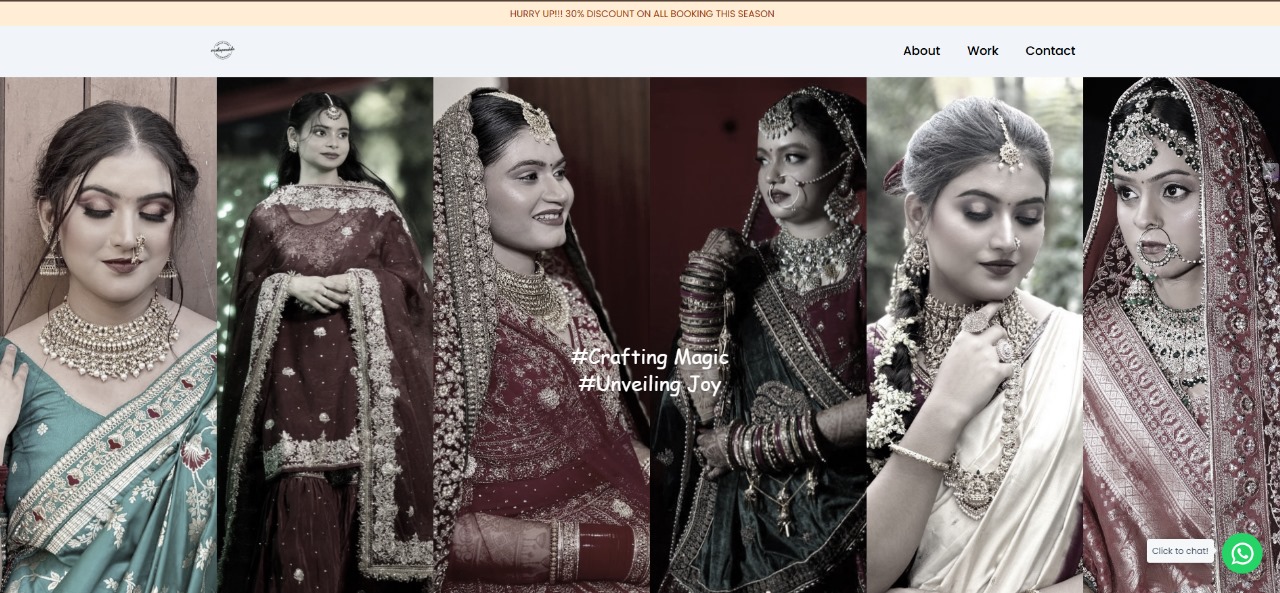 HURRY UP!!! 30% DISCOUNT ON ALL BOOKING THIS SEASON
About Work Contact
#Crafting Magic
#Unveiling Joy
Click to chat!